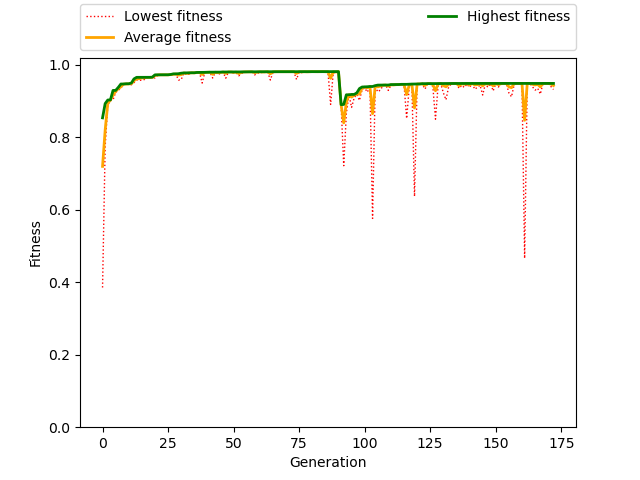 Lowest fitness
Average fitness
Highest fitness
1.0
0.8
0.6
0.4
0.2
0.0
Fitness
0 25 50 75 100 125 150 175
Generation